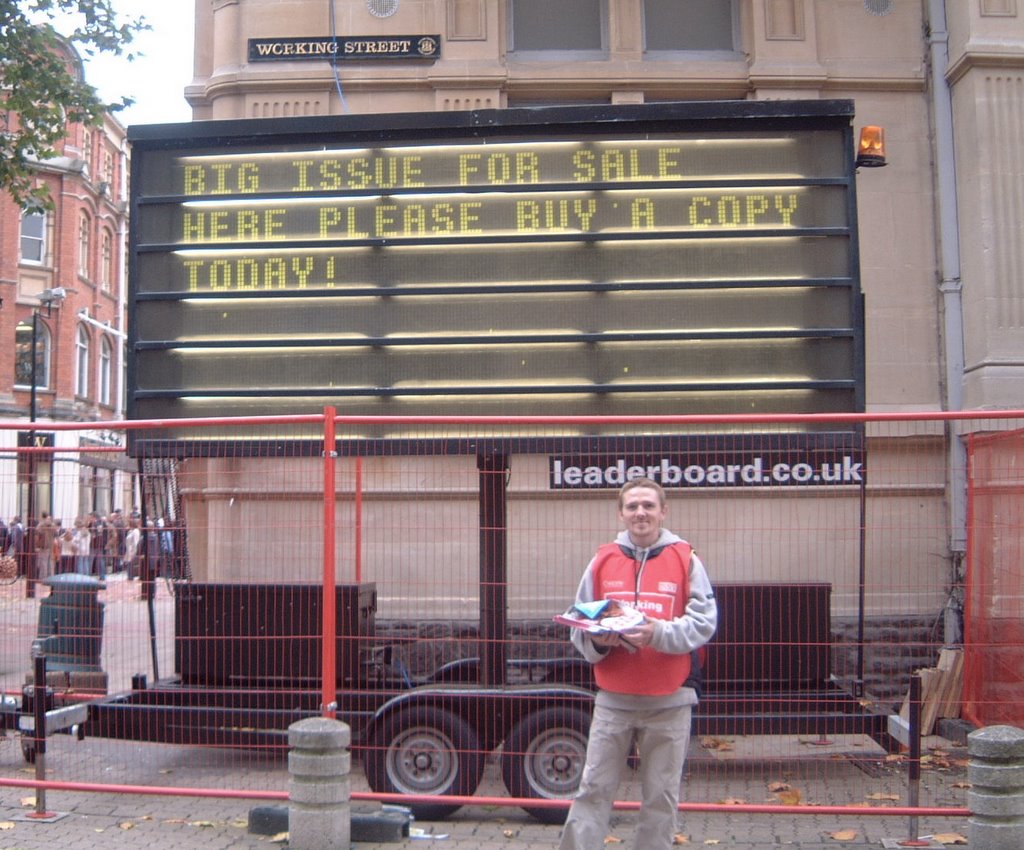 WORKING STREET
BIG ISSUE FOR SALE
HERE PLEASE BUY A COPY
TODAY!
leaderboard.co.uk